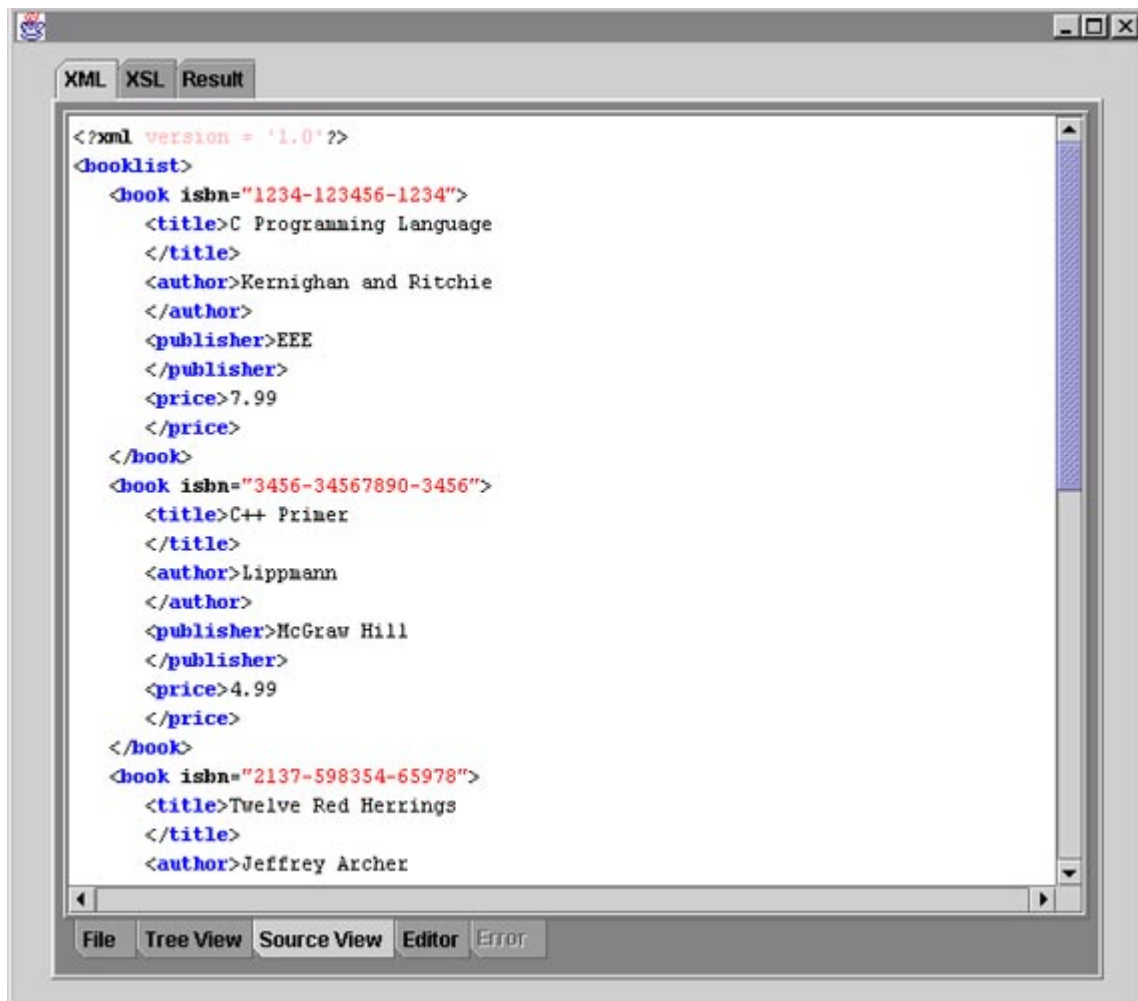 XML XSL Result
<?xml version = '1.0'?>
<booklist>
   <book isbn="1234-123456-1234">
      <title>C Programming Language
      </title>
      <author>Kernighan and Ritchie
      </author>
      <publisher>EEE
      </publisher>
      <price>7.99
      </price>
   </book>
   <book isbn="3456-34567890-3456">
      <title>C++ Primer
      </title>
      <author>Lippmann
      </author>
      <publisher>McGraw Hill
      </publisher>
      <price>4.99
      </price>
   </book>
   <book isbn="2137-598354-65978">
      <title>Twelve Red Herrings
      </title>
      <author>Jeffrey Archer
File Tree View Source View Editor Error